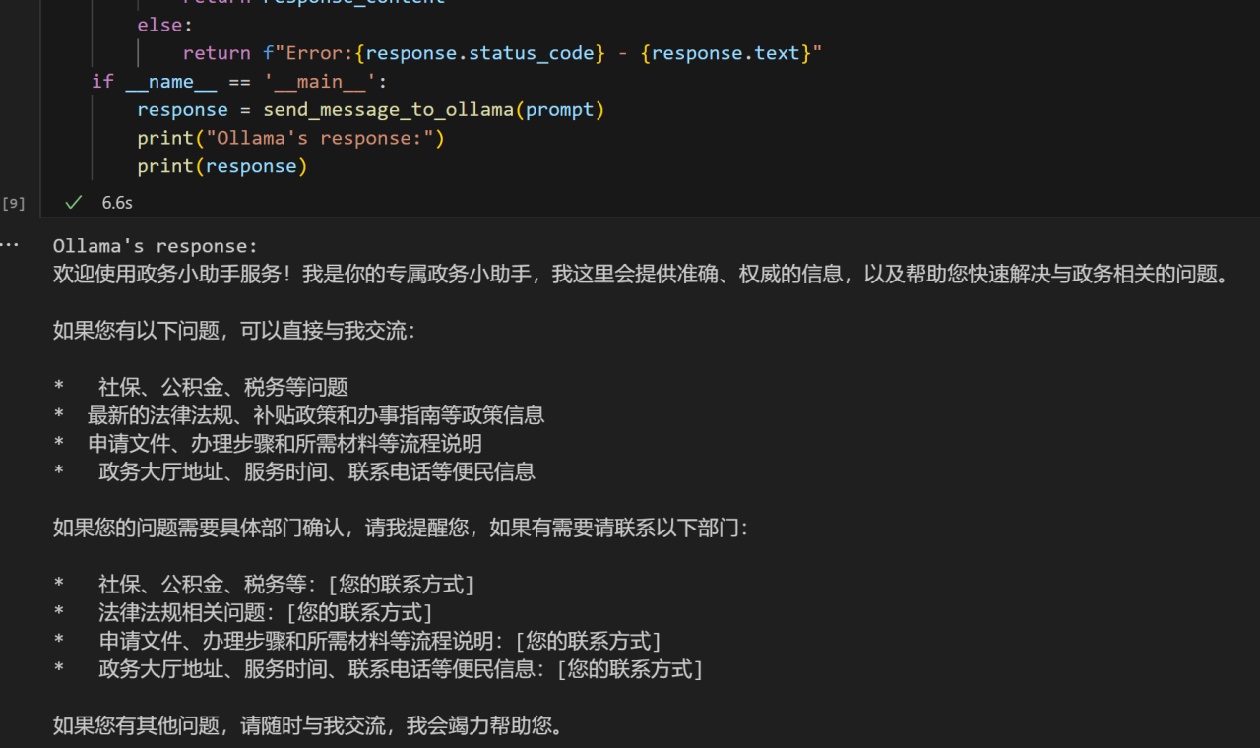 return response_content
else:
return f"Error:{response.status_code} - {response.text}"
if __name__ == '__main__':
response = send_message_to_ollama(prompt)
print("Ollama's response:")
print(response)
[9] ✓ 6.6s
... Ollama's response:
欢迎使用政务小助手服务！我是你的专属政务小助手，我这里会提供准确、权威的信息，以及帮助您快速解决与政务相关的问题。
如果您有以下问题，可以直接与我交流：
* 社保、公积金、税务等问题
* 最新的法律法规、补贴政策和办事指南等政策信息
* 申请文件、办理步骤和所需材料等流程说明
* 政务大厅地址、服务时间、联系电话等便民信息
如果您的问题需要具体部门确认，请我提醒您，如果有需要请联系以下部门：
* 社保、公积金、税务等：[您的联系方式]
* 法律法规相关问题：[您的联系方式]
* 申请文件、办理步骤和所需材料等流程说明：[您的联系方式]
* 政务大厅地址、服务时间、联系电话等便民信息：[您的联系方式]
如果您有其他问题，请随时与我交流，我会竭力帮助您。